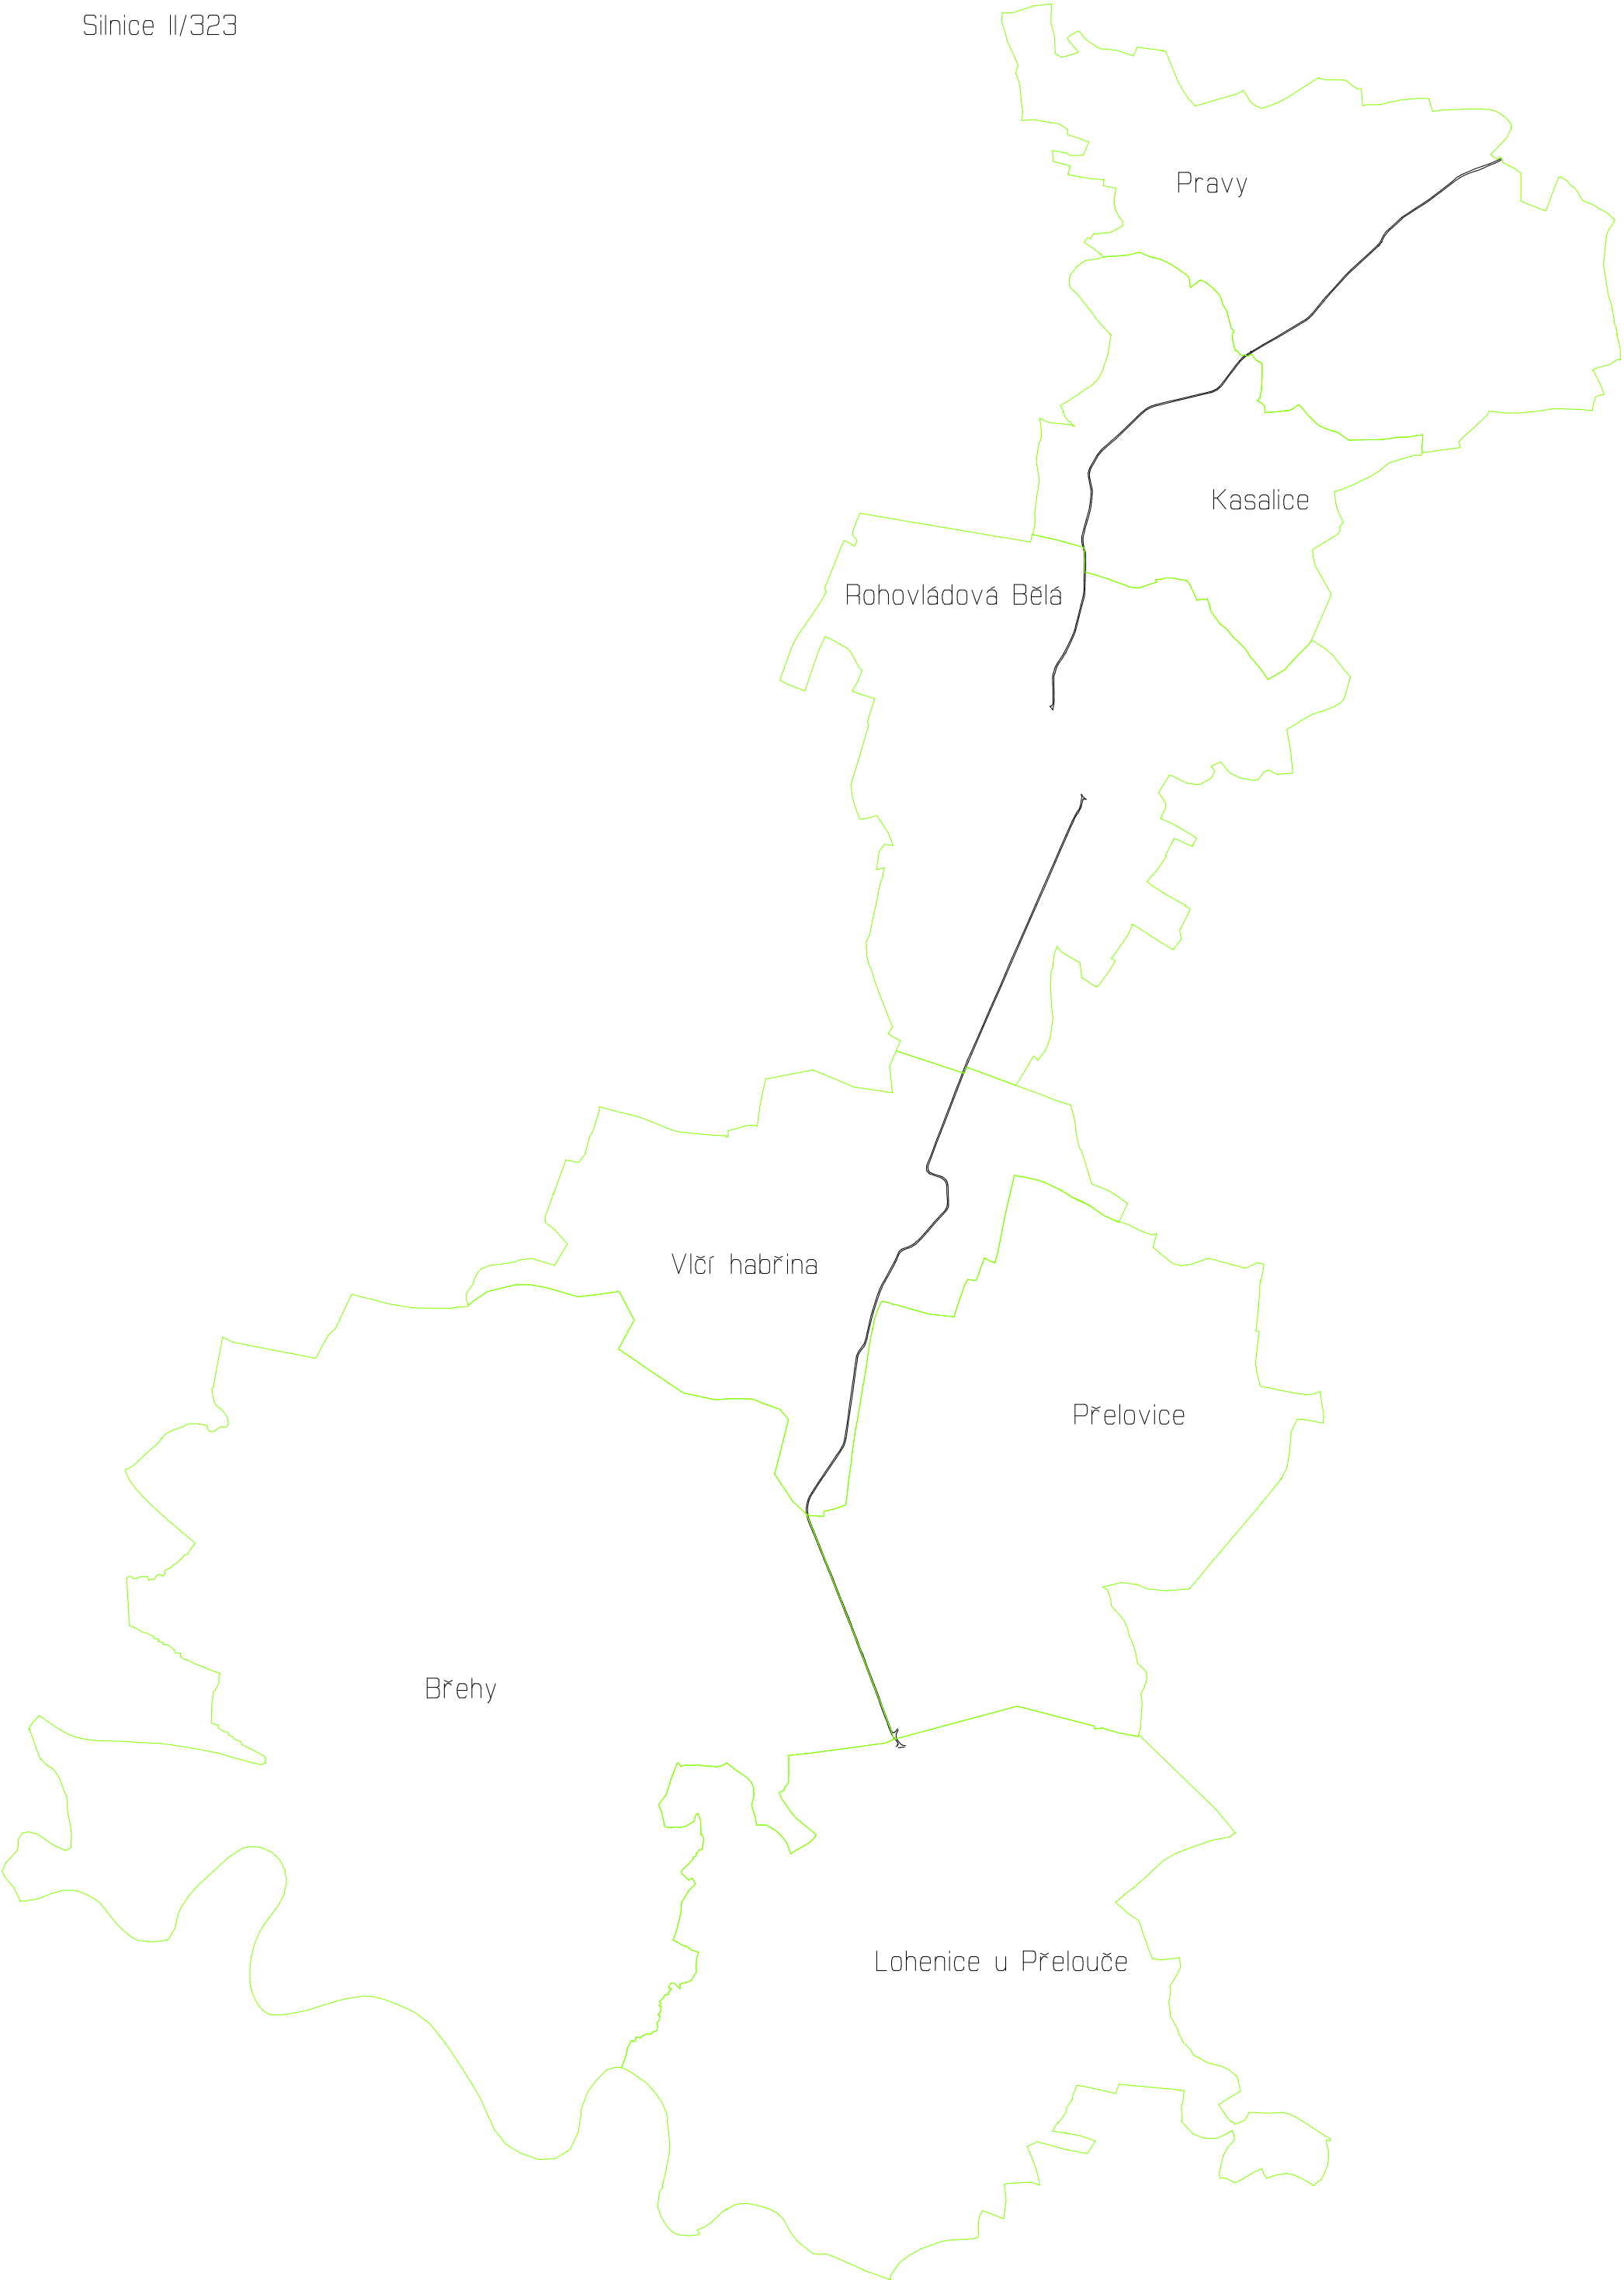 Silnice II/323
Pravy
Kasalice
Rohovládová Bělá
Vlčí habřina
Přelovice
Břehy
Lohenice u Přelouče